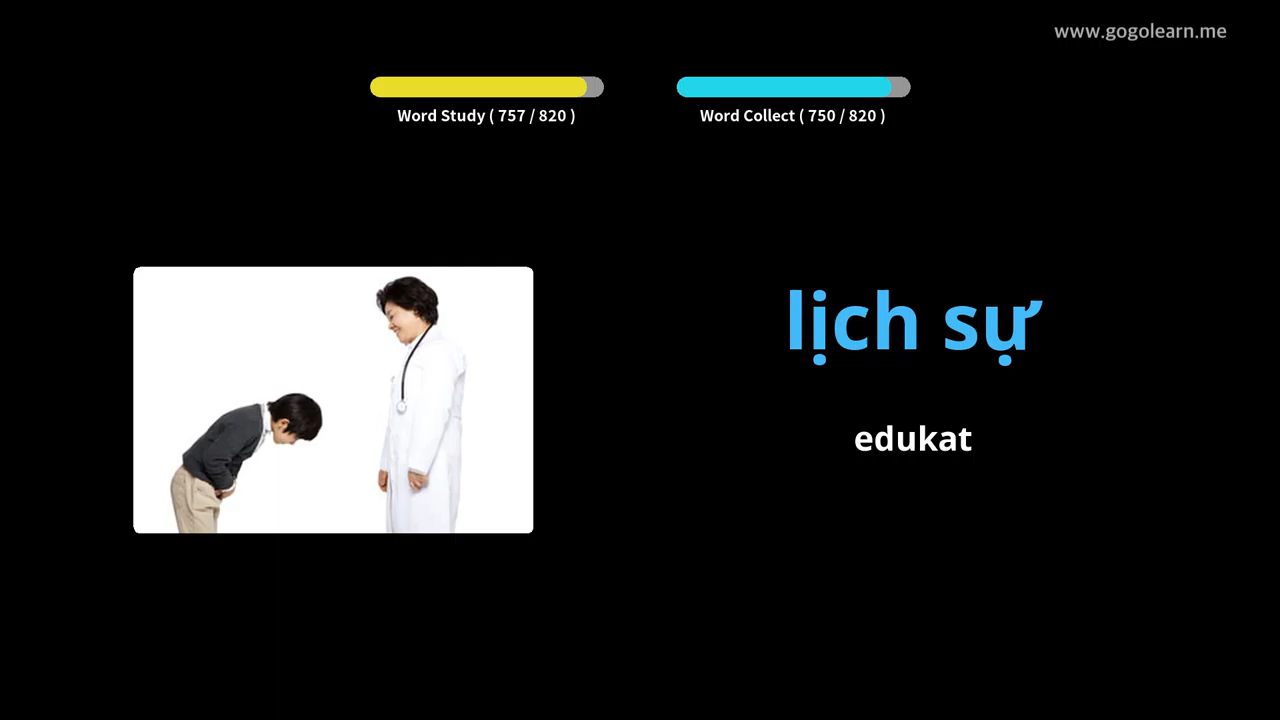 www.gogolearn.me
Word Study ( 757 / 820 )
Word Collect ( 750 / 820 )
lịch sự
edukat